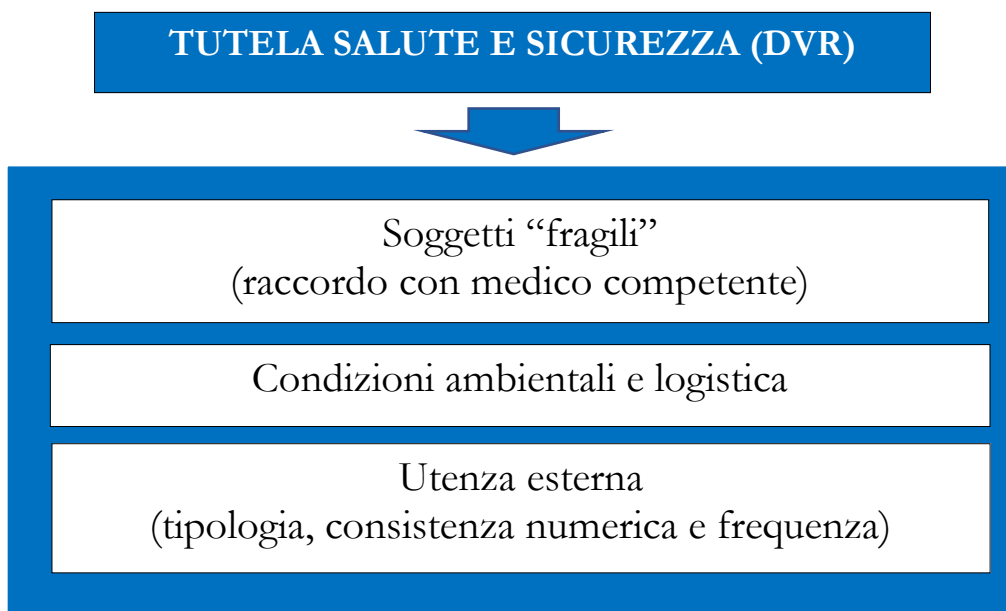 TUTELA SALUTE E SICUREZZA (DVR)
Soggetti “fragili”
(raccordo con medico competente)
Condizioni ambientali e logistica
Utenza esterna
(tipologia, consistenza numerica e frequenza)